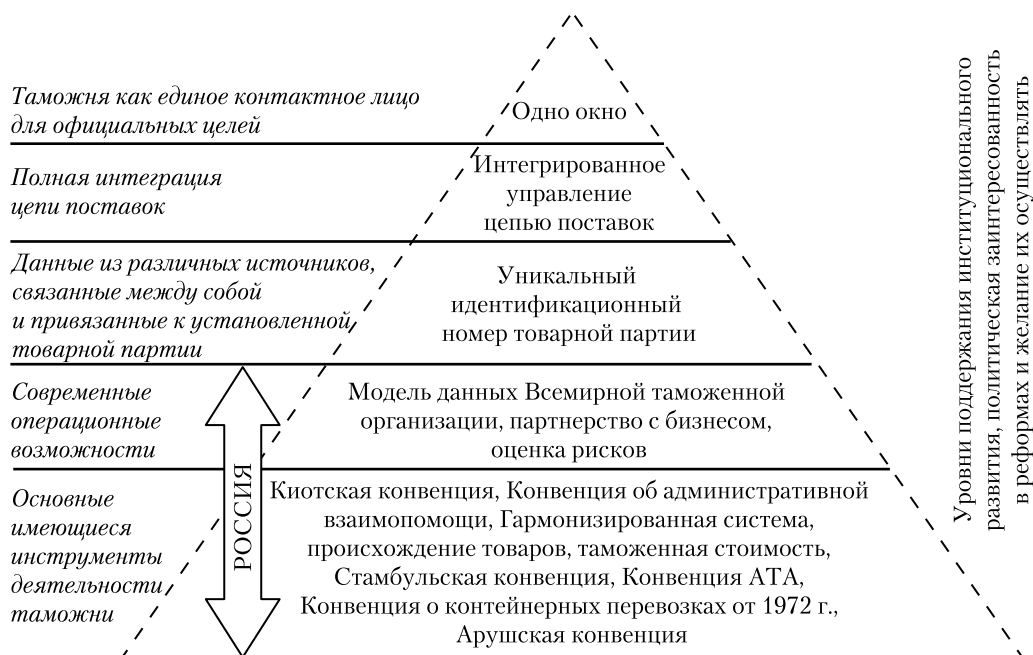 Таможня как единое контактное лицо
для официальных целей
Одно окно
Полная интеграция
цепи поставок
Интегрированное
управление
цепью поставок
Данные из различных источников,
связанные между собой
и привязанные к установленной
товарной партии
Уникальный
идентификационный
номер товарной партии
Современные
операционные
возможности
Модель данных Всемирной таможенной
организации, партнерство с бизнесом,
оценка рисков
Основные
имеющиеся
инструменты
деятельности
таможни
РОССИЯ
Киотская конвенция, Конвенция об административной
взаимопомощи, Гармонизированная система,
происхождение товаров, таможенная стоимость,
Стамбульская конвенция, Конвенция АТА,
Конвенция о контейнерных перевозках от 1972 г.,
Арушская конвенция
Уровни поддержания институционального
развития, политическая заинтересованность
в реформах и желание их осуществлять